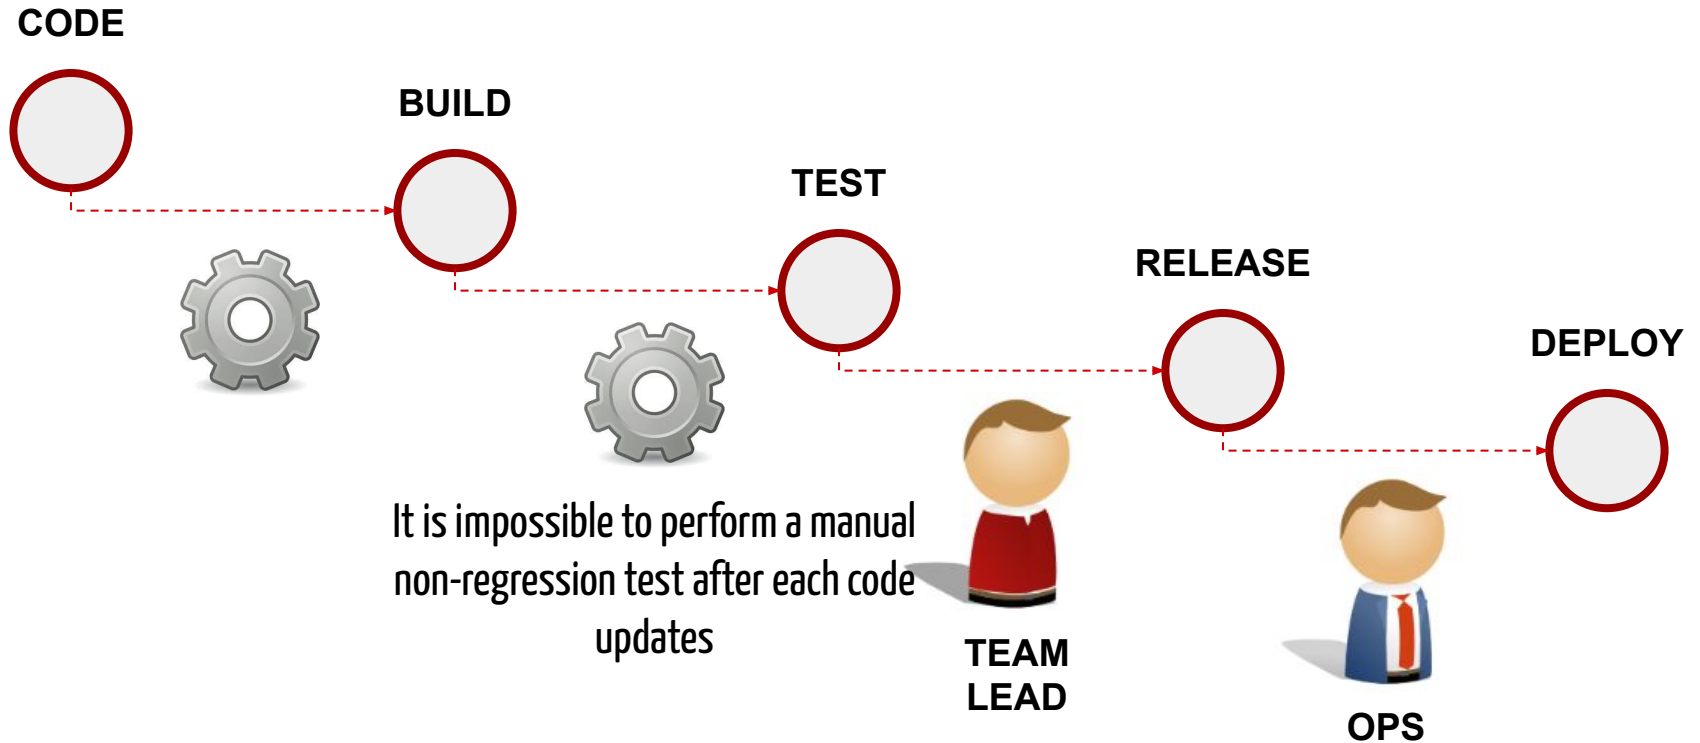 CODE
BUILD
TEST
RELEASE
DEPLOY
It is impossible to perform a manual
non-regression test after each code
updates
TEAM
LEAD
OPS